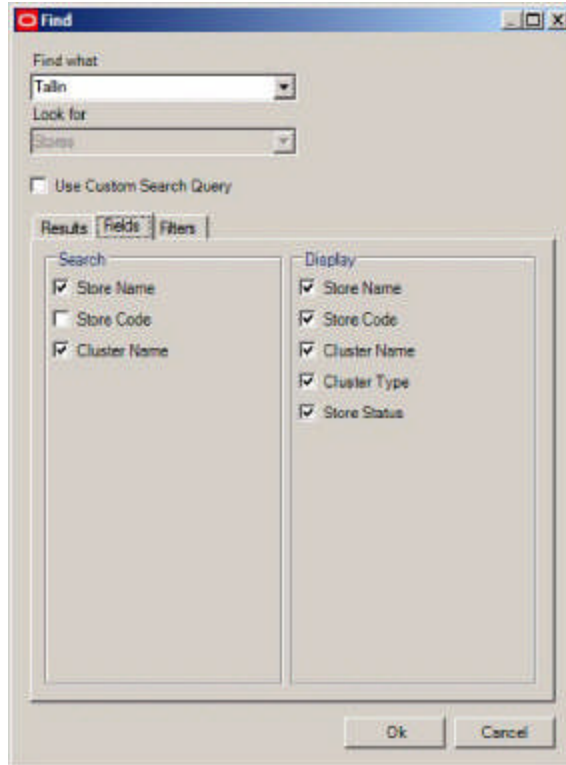 Find
Find what
Tallin
Look for
Stores
Use Custom Search Query
Results Fields Filters
Search
Store Name
Store Code
Cluster Name
Display
Store Name
Store Code
Cluster Name
Cluster Type
Store Status
Ok Cancel